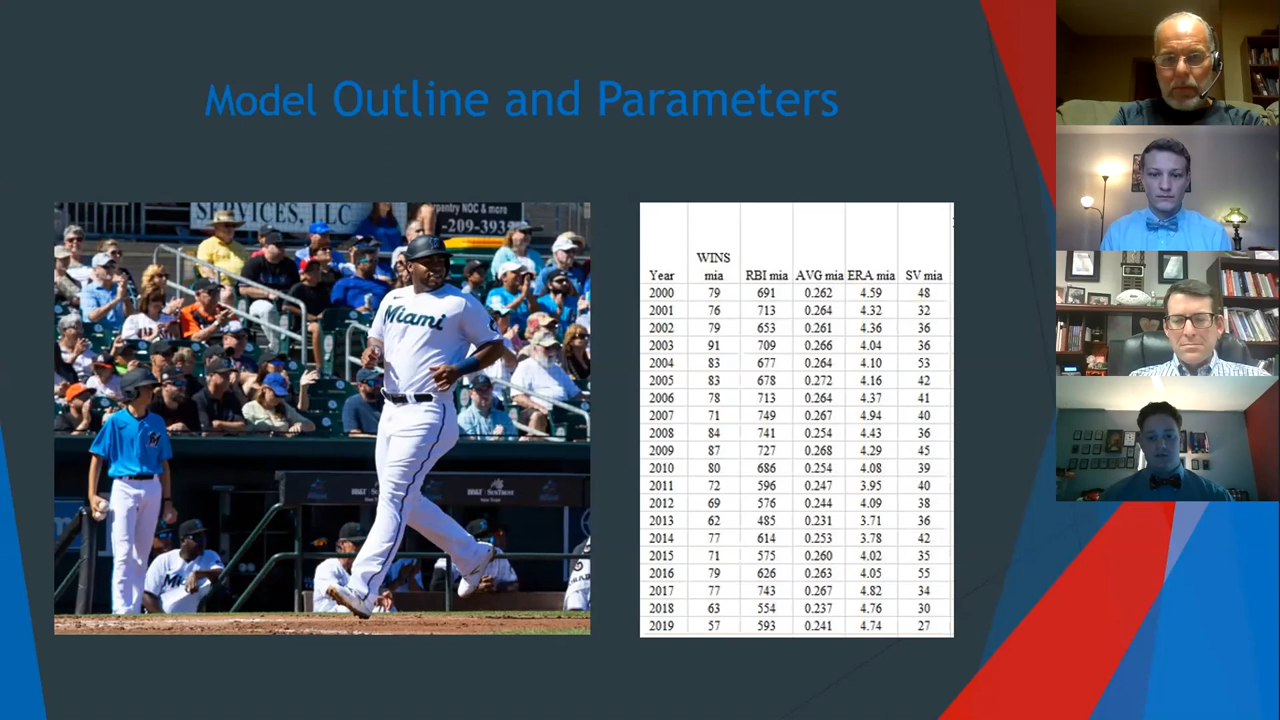 Model Outline and Parameters
SERVICES, LLC
pentry NOC & more
-209-393
Miami
WINS
mia
Year RBI mia AVG mia ERA mia SV mia
2000 79 691 0.262 4.59 48
2001 76 713 0.264 4.32 32
2002 79 653 0.261 4.36 36
2003 91 709 0.266 4.04 36
2004 83 677 0.264 4.10 53
2005 83 678 0.272 4.16 42
2006 78 713 0.264 4.37 41
2007 71 749 0.267 4.94 40
2008 84 741 0.254 4.43 36
2009 87 727 0.268 4.29 45
2010 80 686 0.254 4.08 39
2011 72 596 0.247 3.95 40
2012 69 576 0.244 4.09 38
2013 62 485 0.231 3.71 36
2014 77 614 0.253 3.78 42
2015 71 575 0.260 4.02 35
2016 79 626 0.263 4.05 55
2017 77 743 0.267 4.82 34
2018 63 554 0.237 4.76 30
2019 57 593 0.241 4.74 27